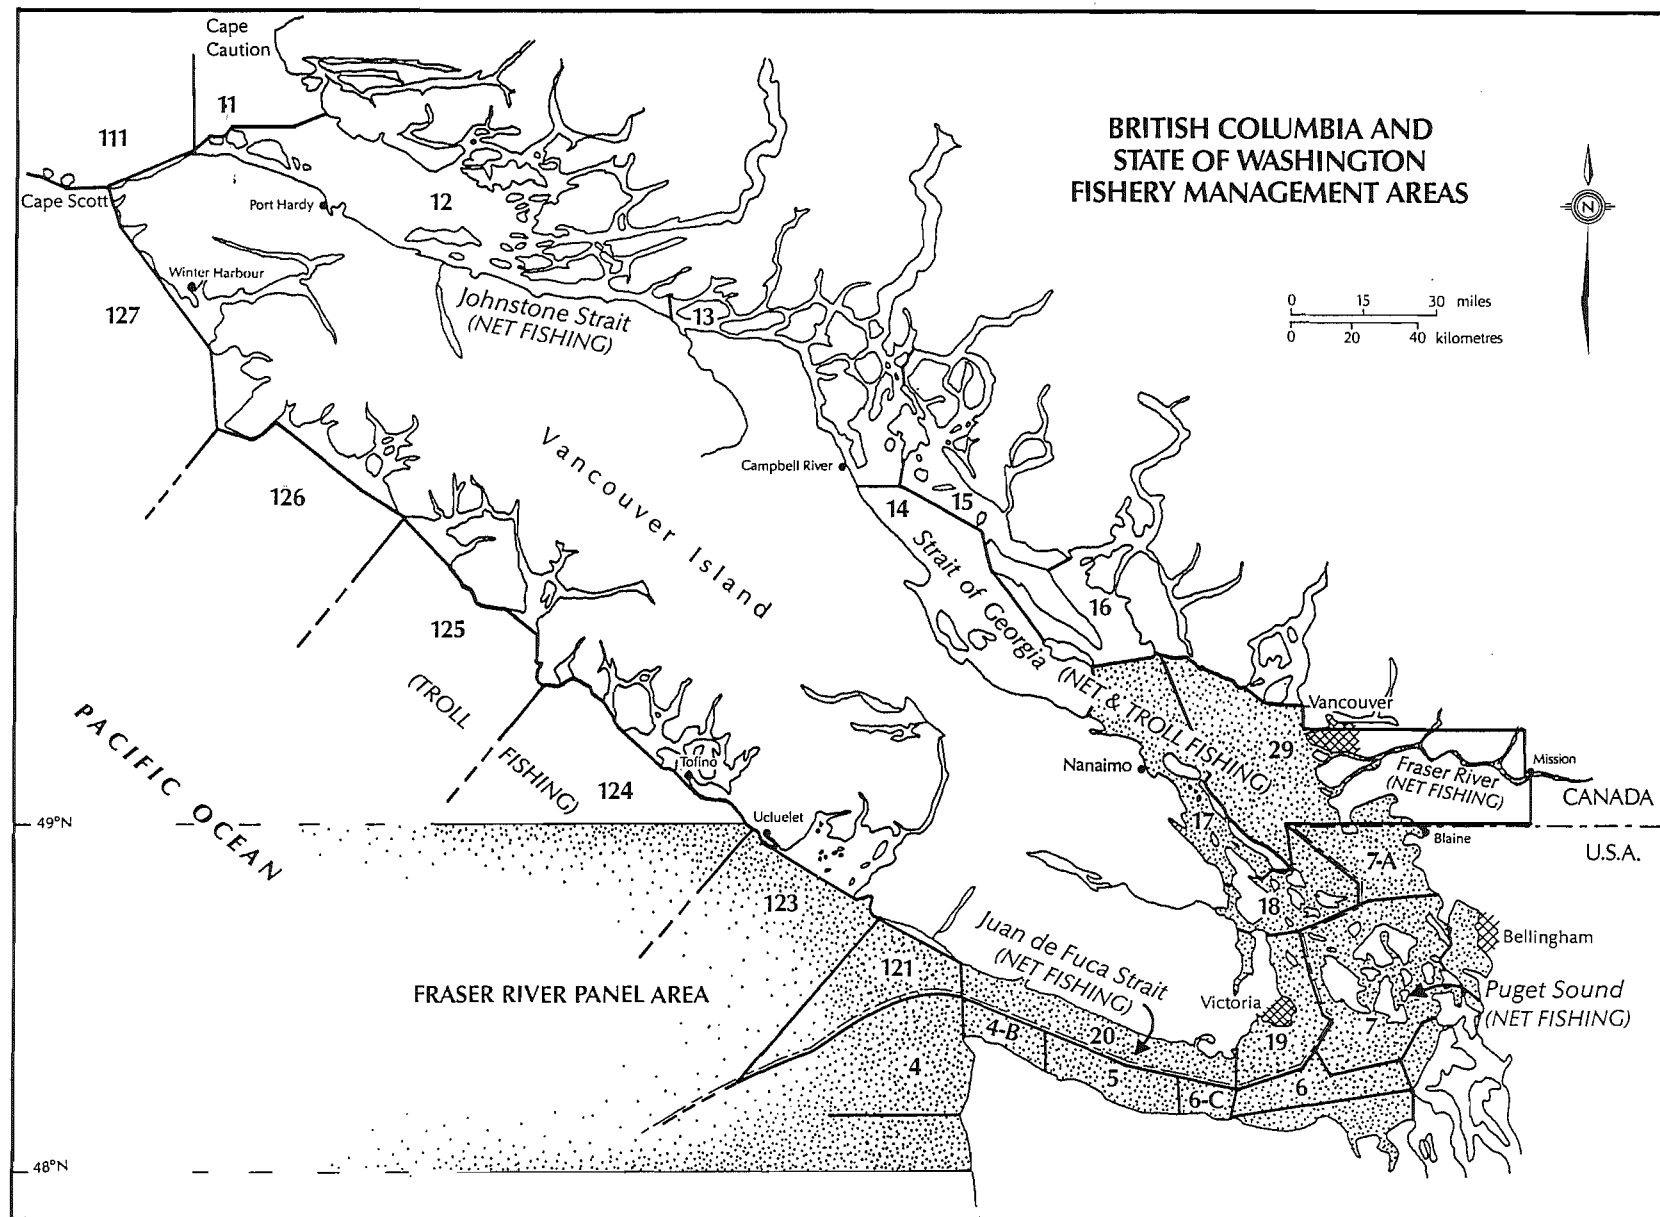 Cape
Caution
11
111
Cape Scott
Port Hardy
12
BRITISH COLUMBIA AND
STATE OF WASHINGTON
FISHERY MANAGEMENT AREAS
N
Winter Harbour
127
Johnstone Strait
(NET FISHING)
13
0 15 30 miles
0 20 40 kilometres
Vancouver Island
Campbell River
126
14
15
Strait of Georgia
(NET & TROLL FISHING)
16
125
(TROLL FISHING)
PACIFIC OCEAN
Vancouver
29
Nanaimo
Fraser River
(NET FISHING)
Mission
CANADA
Tofino
124
49°N
Ucluelet
17
Blaine
U.S.A.
7-A
123
18
Juan de Fuca Strait
(NET FISHING)
Bellingham
121
FRASER RIVER PANEL AREA
Victoria
Puget Sound
(NET FISHING)
4-B
20
19
7
4
5
6-C
6
48°N